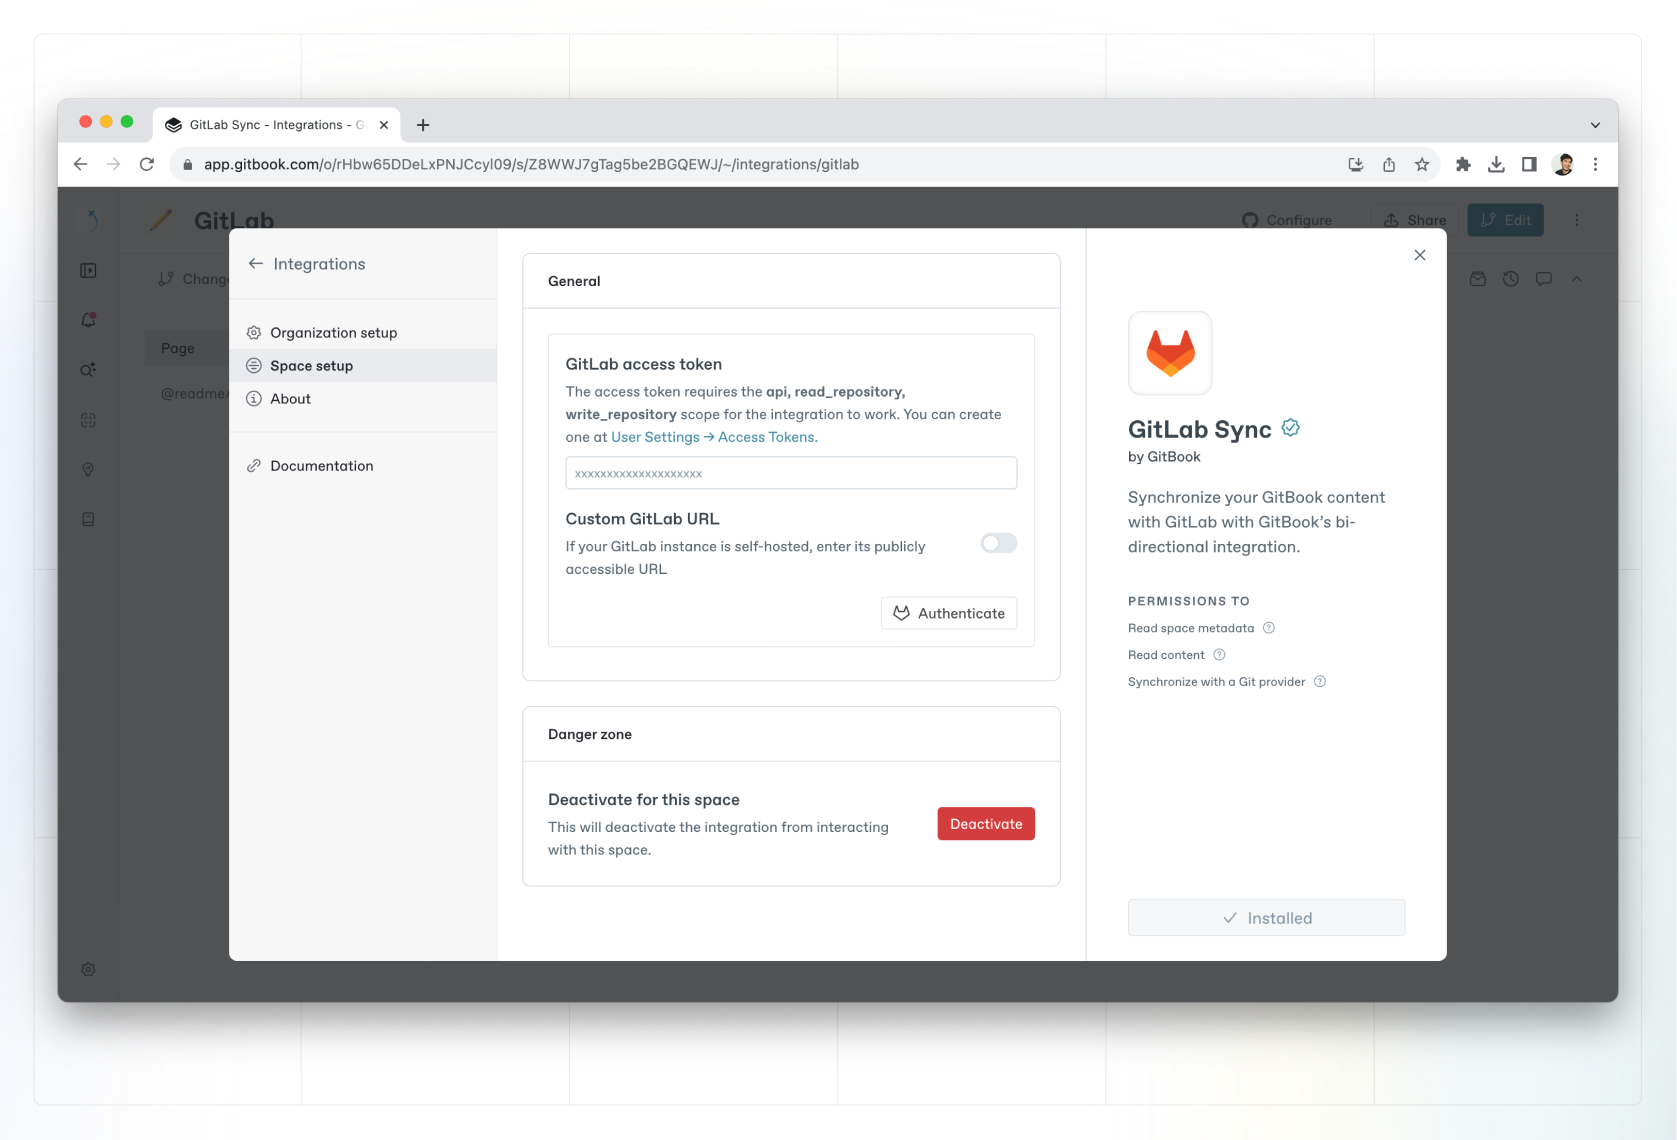 GitLab Sync - Integrations - G
app.gitbook.com/o/rHbw65DDeLxPNJCcyl09/s/Z8WWJ7gTag5be2BGQEWJ/~/integrations/gitlab
GitLab
Configure
Share
Edit
Chang
Page
@readme/
Integrations
Organization setup
Space setup
About
Documentation
General
GitLab access token
The access token requires the api, read_repository,
write_repository scope for the integration to work. You can create
one at User Settings → Access Tokens.
xxxxxxxxxxxxxxxxxxxx
Custom GitLab URL
If your GitLab instance is self-hosted, enter its publicly
accessible URL
Authenticate
Danger zone
Deactivate for this space
This will deactivate the integration from interacting
with this space.
Deactivate
GitLab Sync
by GitBook
Synchronize your GitBook content
with GitLab with GitBook's bi-
directional integration.
PERMISSIONS TO
Read space metadata
Read content
Synchronize with a Git provider
Installed